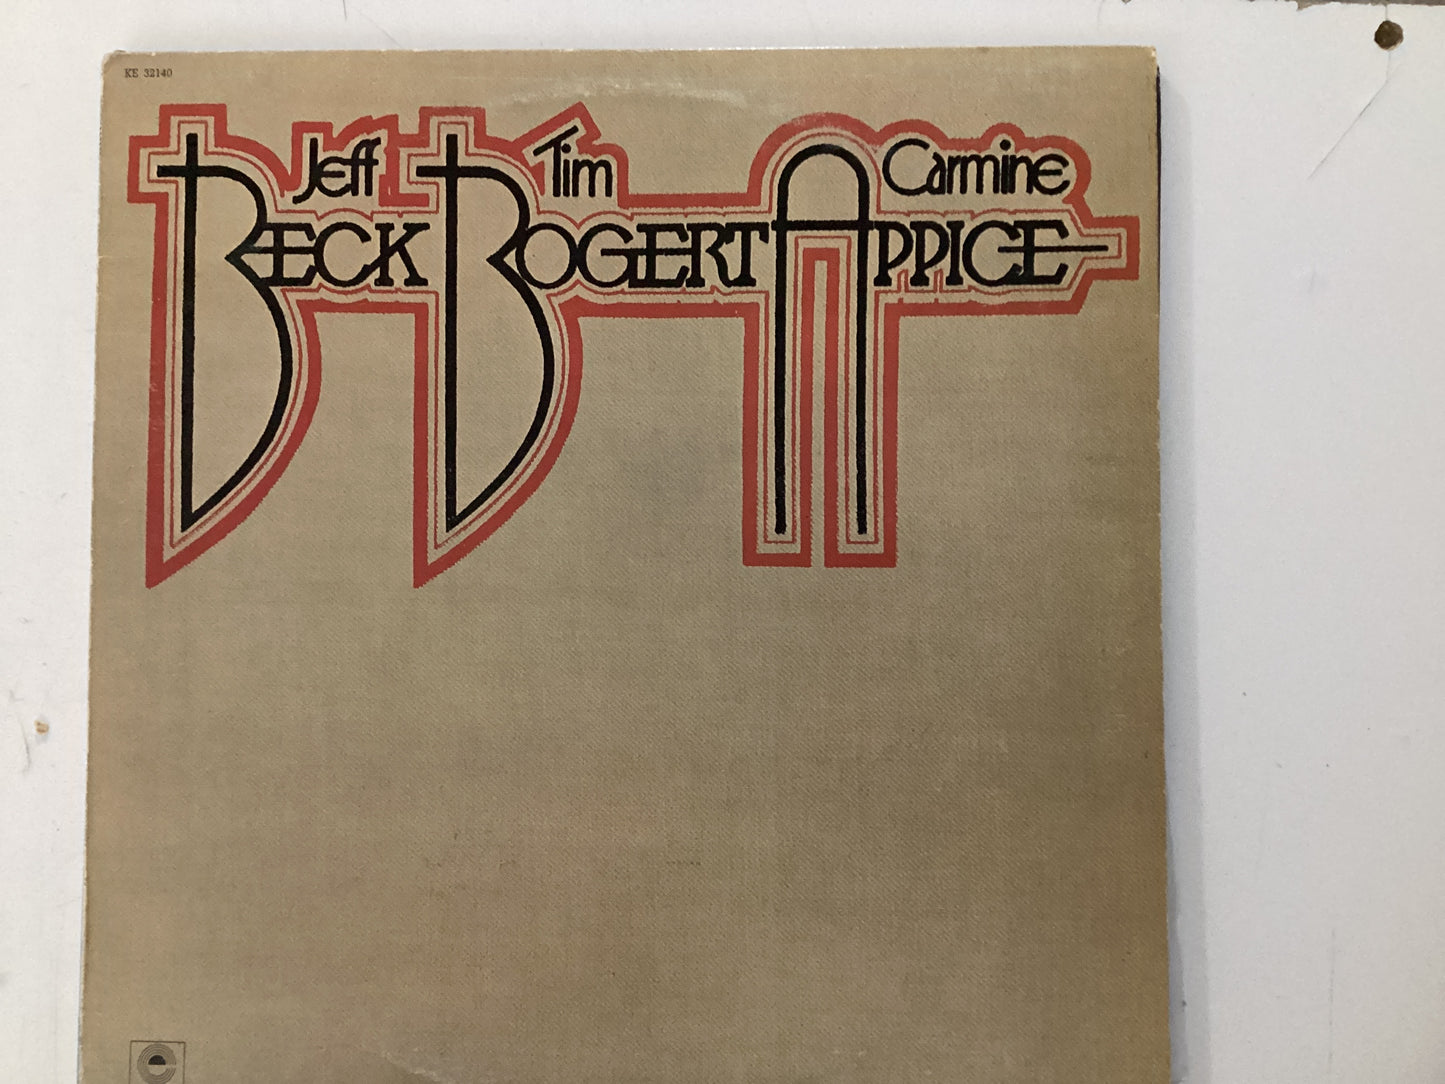 KE 32140
Jeff Tim Carmine
BECK BOGERT APPICE
e